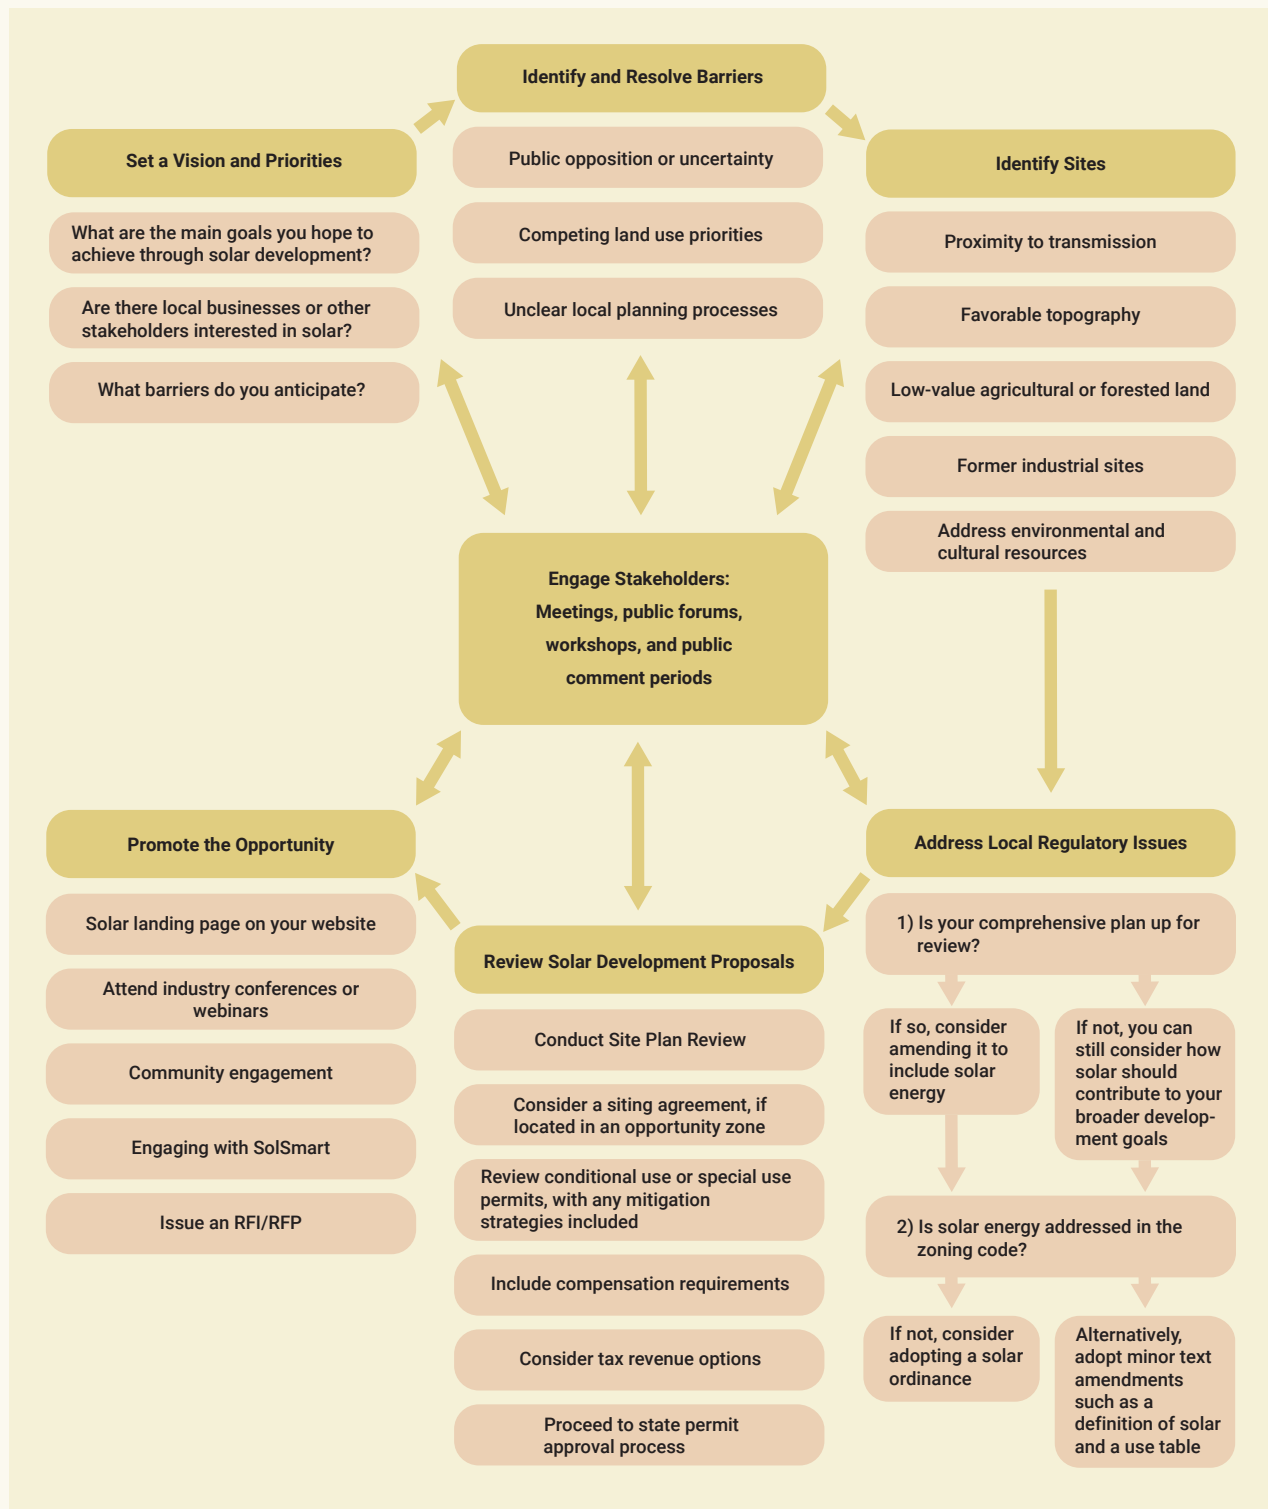 Identify and Resolve Barriers
Public opposition or uncertainty
Competing land use priorities
Unclear local planning processes
Set a Vision and Priorities
What are the main goals you hope to
achieve through solar development?
Are there local businesses or other
stakeholders interested in solar?
What barriers do you anticipate?
Identify Sites
Proximity to transmission
Favorable topography
Low-value agricultural or forested land
Former industrial sites
Address environmental and
cultural resources
Engage Stakeholders:
Meetings, public forums,
workshops, and public
comment periods
Promote the Opportunity
Solar landing page on your website
Attend industry conferences or
webinars
Community engagement
Engaging with SolSmart
Issue an RFI/RFP
Review Solar Development Proposals
Conduct Site Plan Review
Consider a siting agreement, if
located in an opportunity zone
Review conditional use or special use
permits, with any mitigation
strategies included
Include compensation requirements
Consider tax revenue options
Proceed to state permit
approval process
Address Local Regulatory Issues
1) Is your comprehensive plan up for
review?
If so, consider
amending it to
include solar
energy
If not, you can
still consider how
solar should
contribute to your
broader develop-
ment goals
2) Is solar energy addressed in the
zoning code?
If not, consider
adopting a solar
ordinance
Alternatively,
adopt minor text
amendments
such as a
definition of solar
and a use table